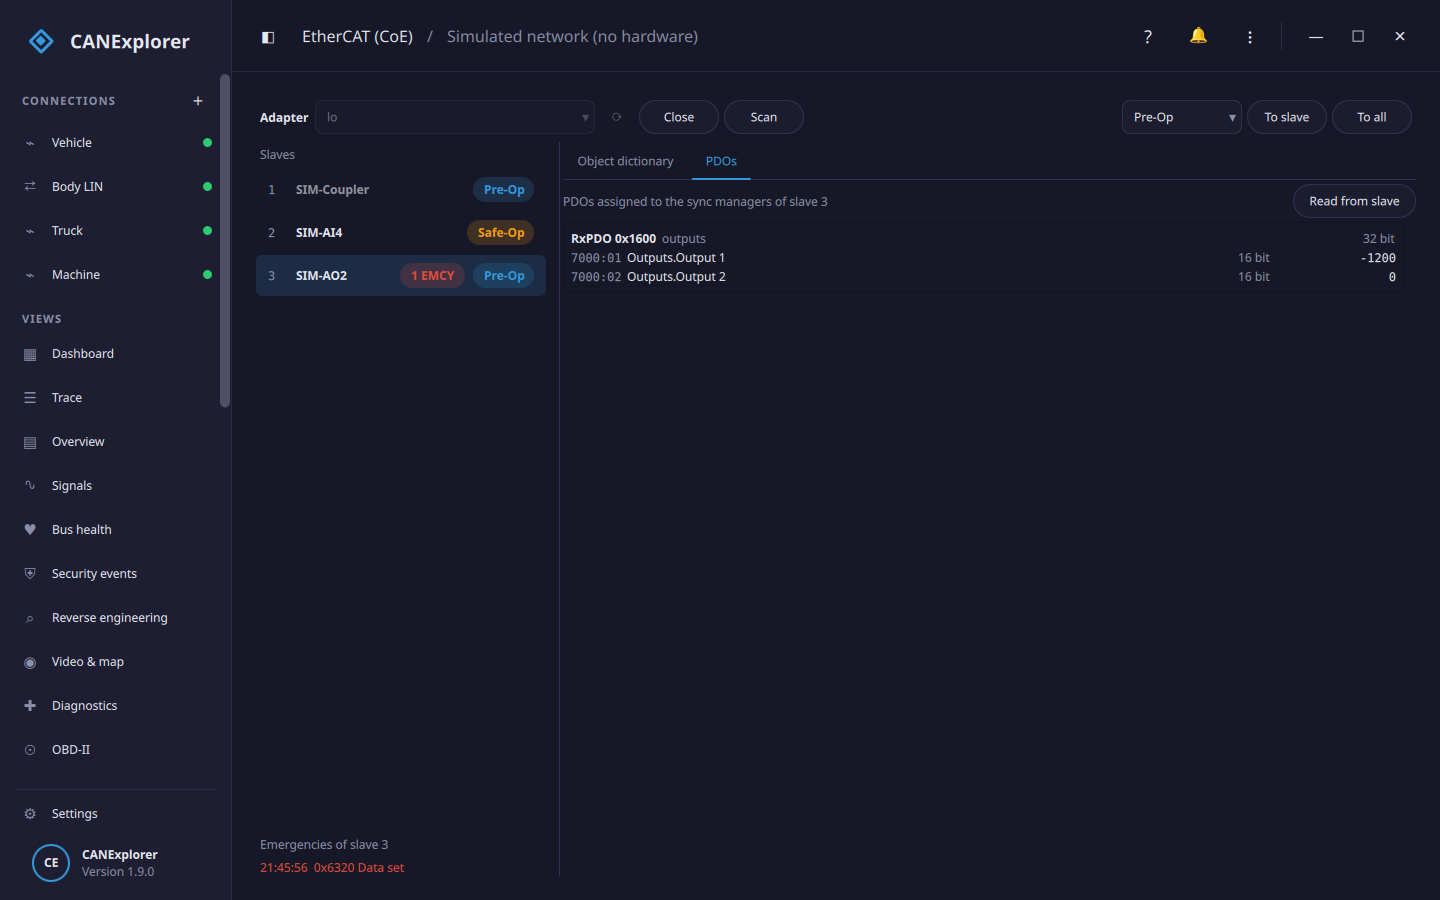 CANExplorer
CONNECTIONS +
Vehicle
Body LIN
Truck
Machine
VIEWS
Dashboard
Trace
Overview
Signals
Bus health
Security events
Reverse engineering
Video & map
Diagnostics
OBD-II
Settings
CE
CANExplorer
Version 1.9.0
EtherCAT (CoE) / Simulated network (no hardware)
?
Adapter lo Close Scan Pre-Op To slave To all
Slaves
1 SIM-Coupler Pre-Op
2 SIM-AI4 Safe-Op
3 SIM-AO2 1 EMCY Pre-Op
Emergencies of slave 3
21:45:56 0x6320 Data set
Object dictionary PDOs
PDOs assigned to the sync managers of slave 3 Read from slave
RxPDO 0x1600 outputs 32 bit
7000:01 Outputs.Output 1 16 bit -1200
7000:02 Outputs.Output 2 16 bit 0